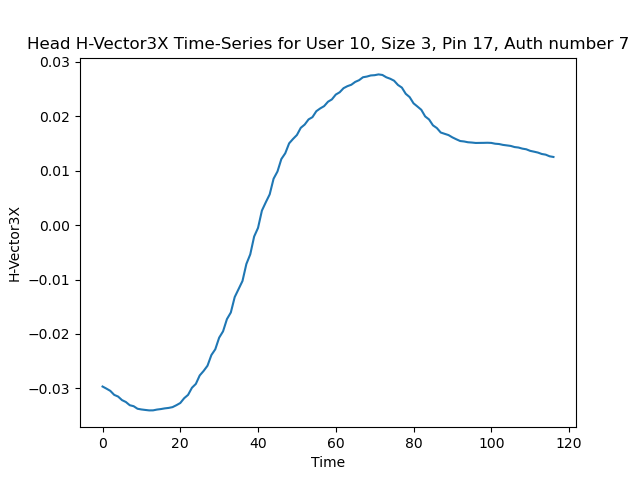 Head H-Vector3X Time-Series for User 10, Size 3, Pin 17, Auth number 7
0.03
0.02
0.01
0.00
−0.01
−0.02
−0.03
H-Vector3X
0 20 40 60 80 100 120
Time